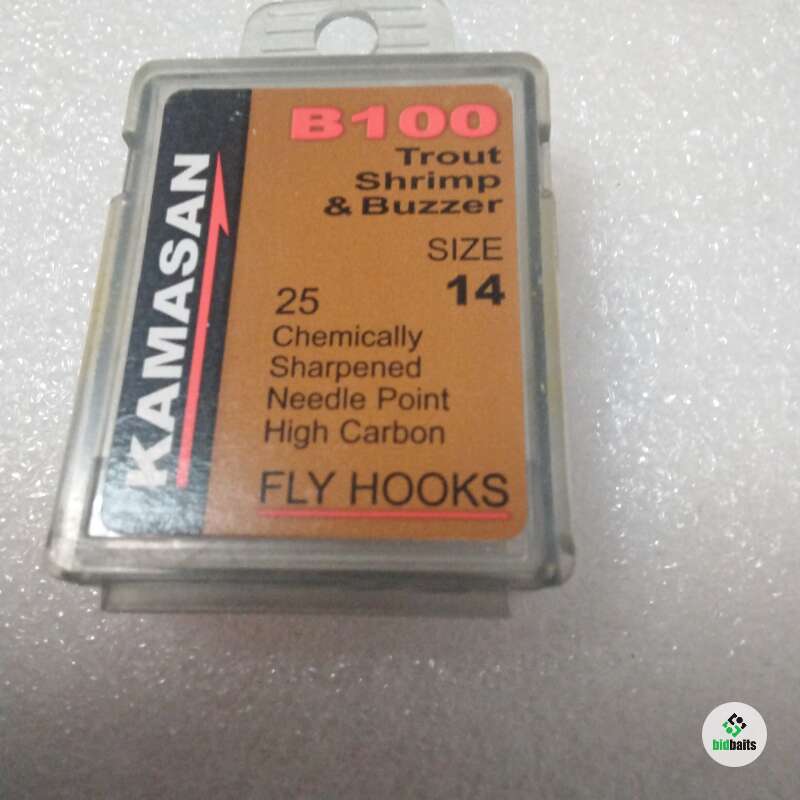 KAMASAN
B100
Trout
Shrimp
& Buzzer
SIZE
14
25
Chemically
Sharpened
Needle Point
High Carbon
FLY HOOKS
bidbaits